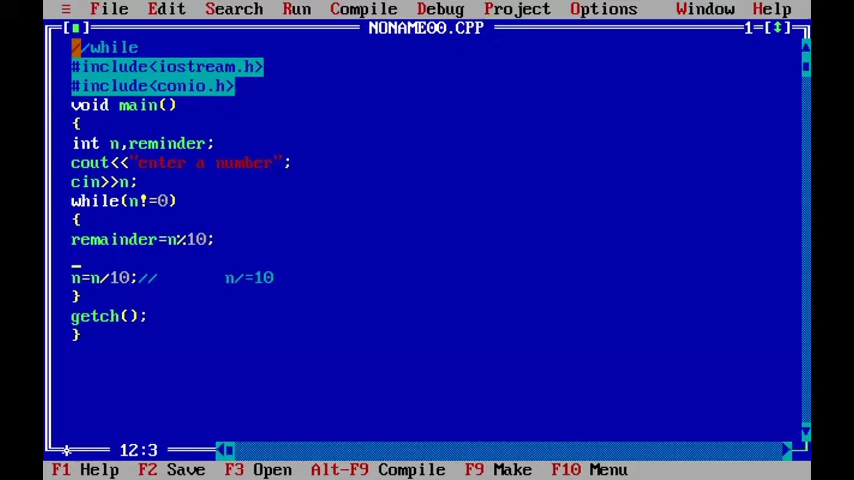 ≡ File Edit Search Run Compile Debug Project Options Window Help
[■] NONAME00.CPP 1=[↕]
//while
#include<iostream.h>
#include<conio.h>
void main()
{
int n,reminder;
cout<<"enter a number";
cin>>n;
while(n!=0)
{
remainder=n%10;
_
n=n/10;// n/=10
}
getch();
}
12:3
F1 Help F2 Save F3 Open Alt-F9 Compile F9 Make F10 Menu